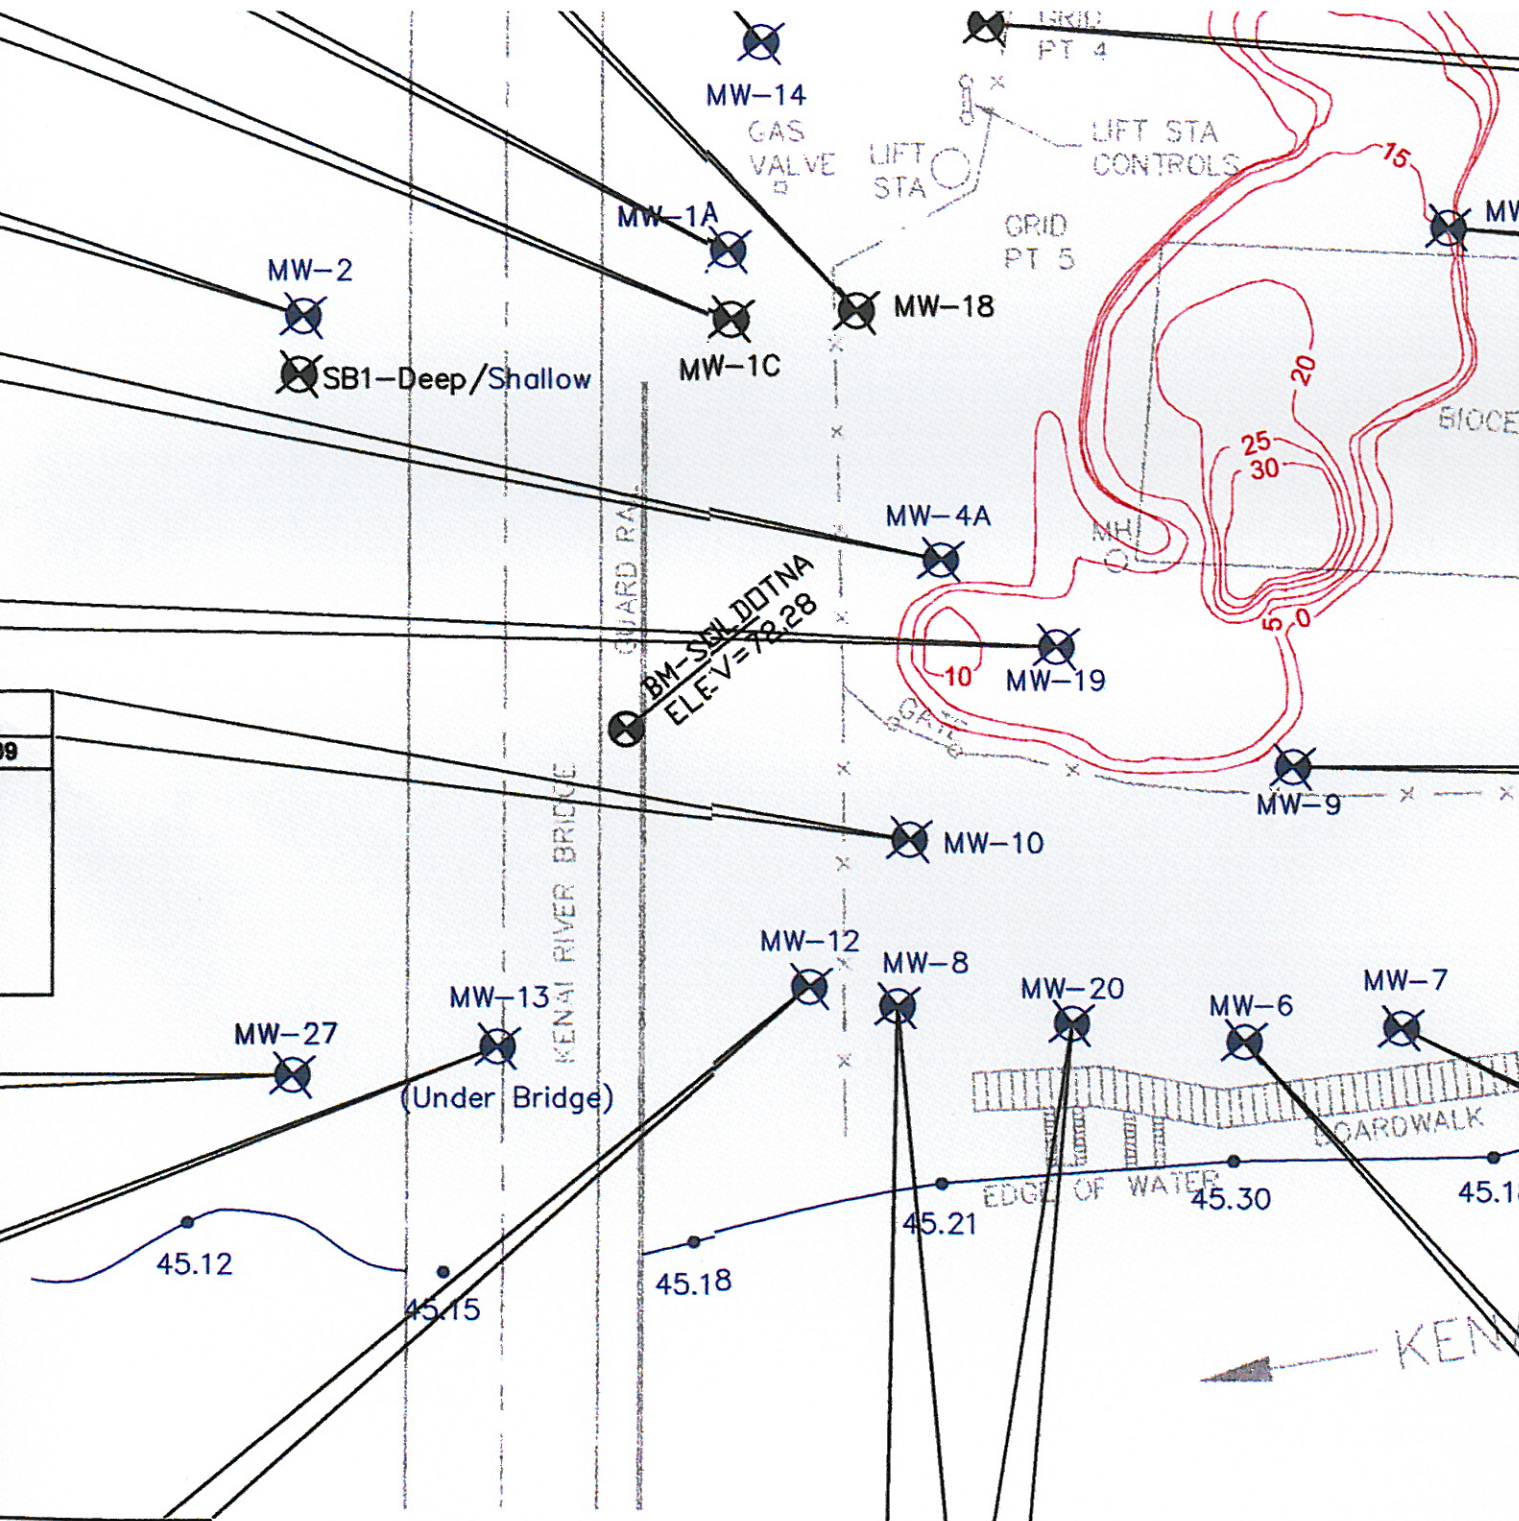 GRID
PT 4
MW-14
GAS
VALVE
LIFT
STA
LIFT STA
CONTROLS
15
MW-1A
GRID
PT 5
MW-2
MW-18
MW-1C
SB1-Deep/Shallow
20
25
30
MW-4A
MH
GUARD
BM-SOLDOTNA
ELEV=78.28
5
0
10
MW-19
GATE
09
MW-9
MW-10
KENAI RIVER BRIDGE
MW-12
MW-8
MW-20
MW-6
MW-7
MW-13
MW-27
(Under Bridge)
BOARDWALK
EDGE OF WATER
45.30
45.21
45.12
45.18
45.15